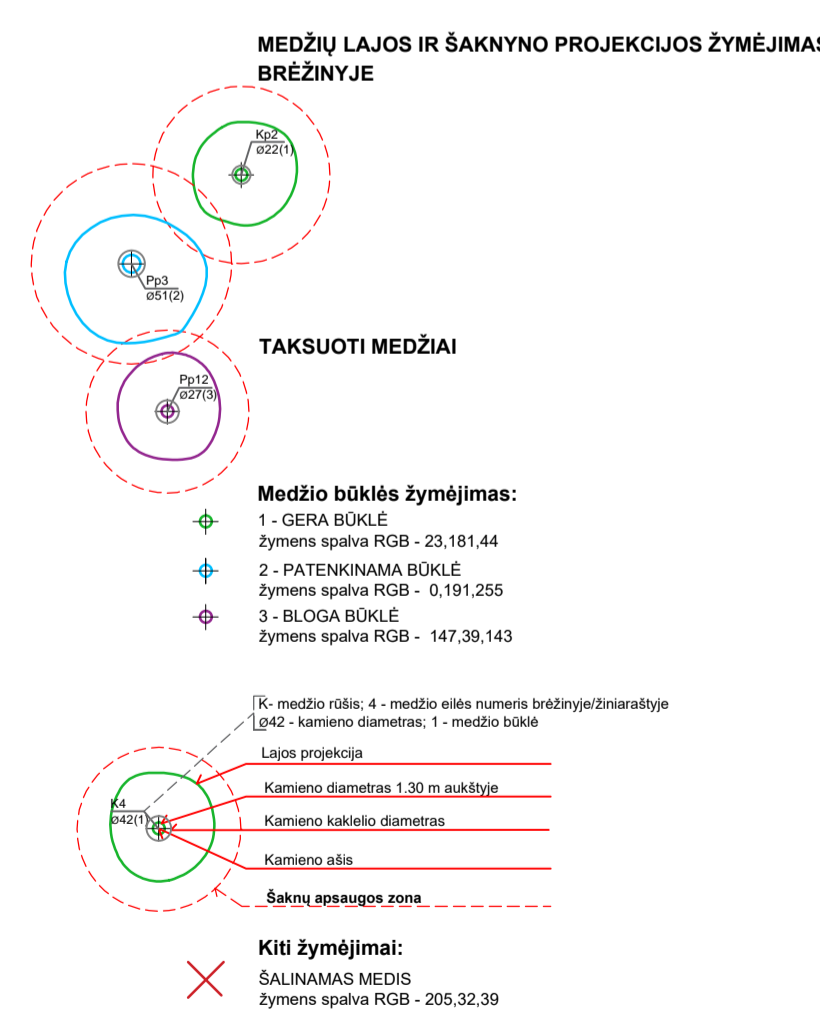 MEDŽIŲ LAJOS IR ŠAKNYNO PROJEKCIJOS ŽYMĖJIMAS
BRĖŽINYJE
Kp2
Ø22(1)
Pp3
Ø51(2)
TAKSUOTI MEDŽIAI
Pp12
Ø27(3)
Medžio būklės žymėjimas:
1 - GERA BŪKLĖ
žymens spalva RGB - 23,181,44
2 - PATENKINAMA BŪKLĖ
žymens spalva RGB - 0,191,255
3 - BLOGA BŪKLĖ
žymens spalva RGB - 147,39,143
K- medžio rūšis; 4 - medžio eilės numeris brėžinyje/žiniaraštyje
Ø42 - kamieno diametras; 1 - medžio būklė
Lajos projekcija
Kamieno diametras 1.30 m aukštyje
K4
Ø42(1)
Kamieno kaklelio diametras
Kamieno ašis
Šaknų apsaugos zona
Kiti žymėjimai:
ŠALINAMAS MEDIS
žymens spalva RGB - 205,32,39